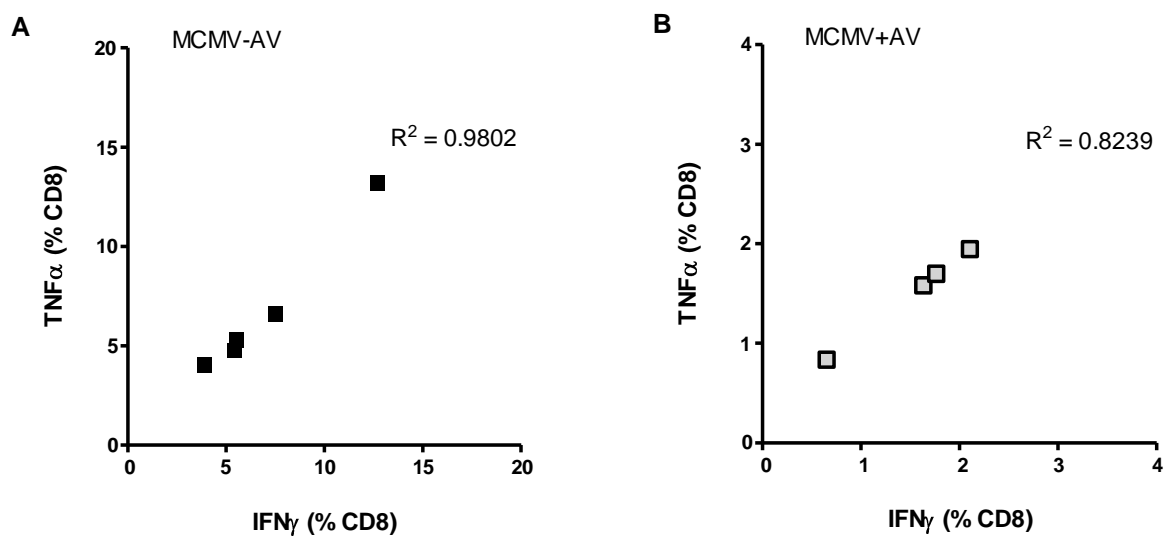 A
MCMV-AV
20
15
10
5
0
R² = 0.9802
TNFα (% CD8)
0 5 10 15 20
IFNγ (% CD8)
B
MCMV+AV
4
3
2
1
0
R² = 0.8239
TNFα (% CD8)
0 1 2 3 4
IFNγ (% CD8)